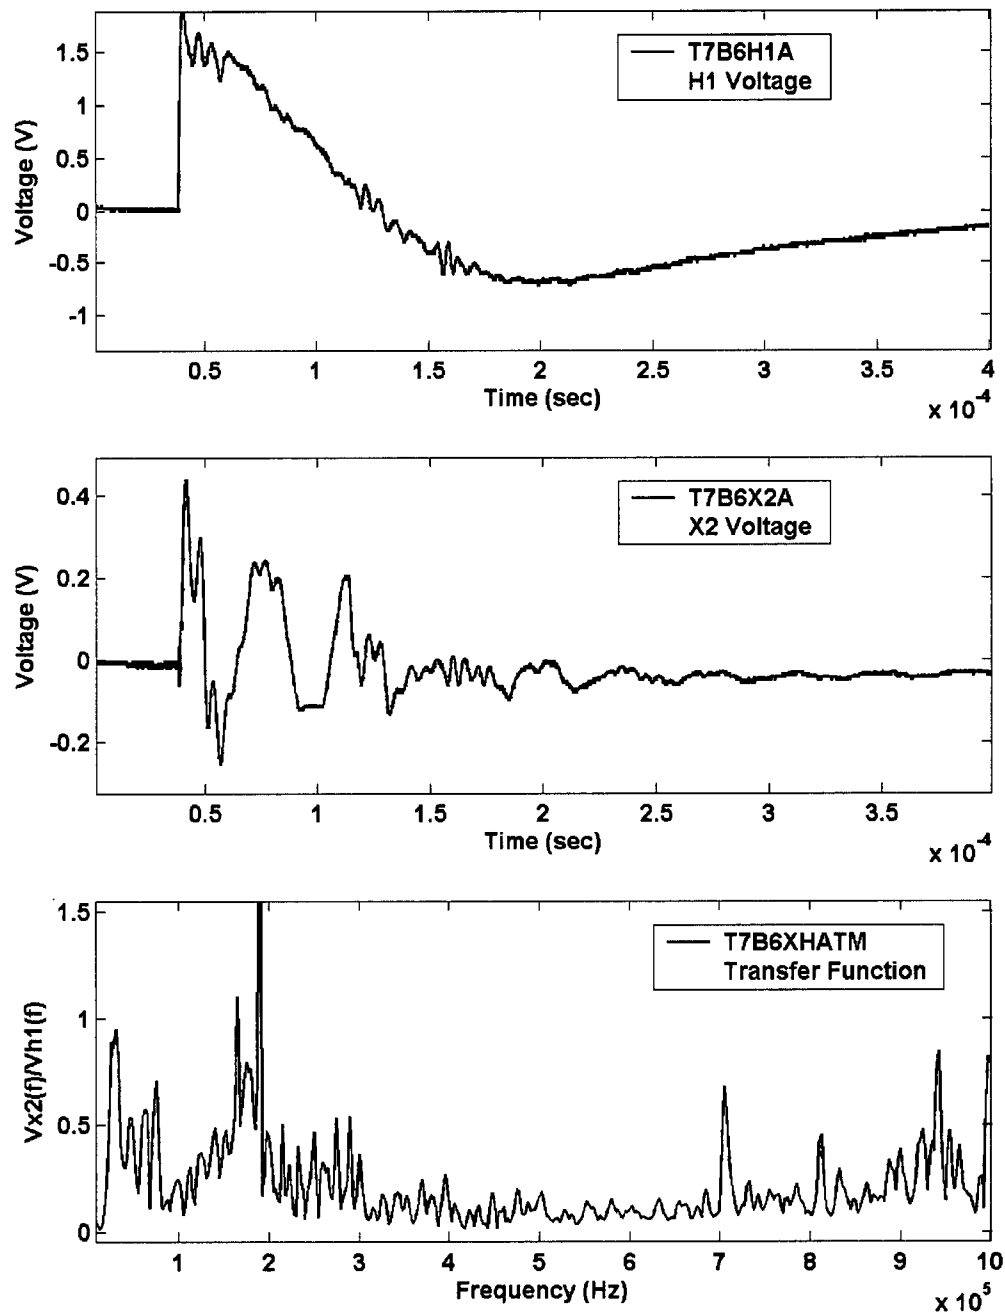 1.5
1
0.5
0
-0.5
-1
Voltage (V)
T7B6H1A
H1 Voltage
0.5 1 1.5 2 2.5 3 3.5 4
Time (sec)
x 10-4
0.4
0.2
0
-0.2
Voltage (V)
T7B6X2A
X2 Voltage
0.5 1 1.5 2 2.5 3 3.5
Time (sec)
x 10-4
1.5
1
0.5
0
Vx2(f)/Vh1(f)
T7B6XHATM
Transfer Function
1 2 3 4 5 6 7 8 9 10
Frequency (Hz)
x 105